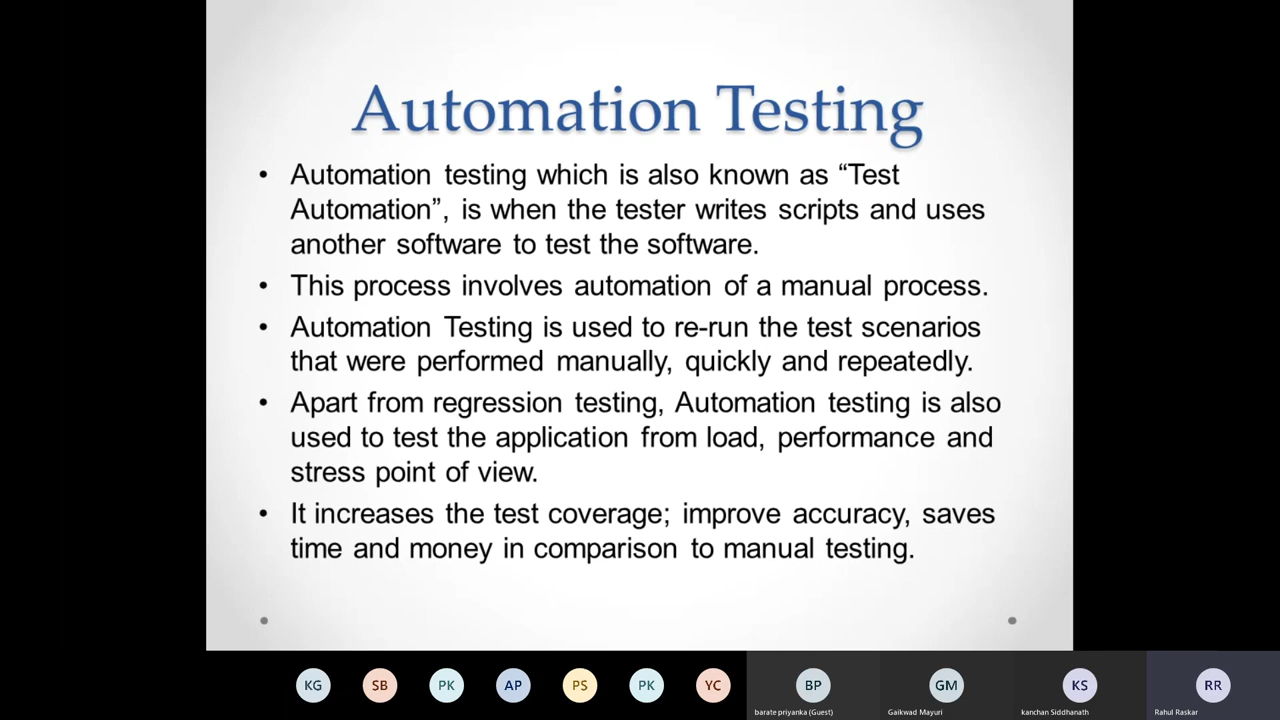 Automation Testing
• Automation testing which is also known as “Test
Automation”, is when the tester writes scripts and uses
another software to test the software.
• This process involves automation of a manual process.
• Automation Testing is used to re-run the test scenarios
that were performed manually, quickly and repeatedly.
• Apart from regression testing, Automation testing is also
used to test the application from load, performance and
stress point of view.
• It increases the test coverage; improve accuracy, saves
time and money in comparison to manual testing.
KG SB PK AP PS PK YC BP GM KS RR
barate priyanka (Guest) Gaikwad Mayuri kanchan Siddhanath Rahul Raskar